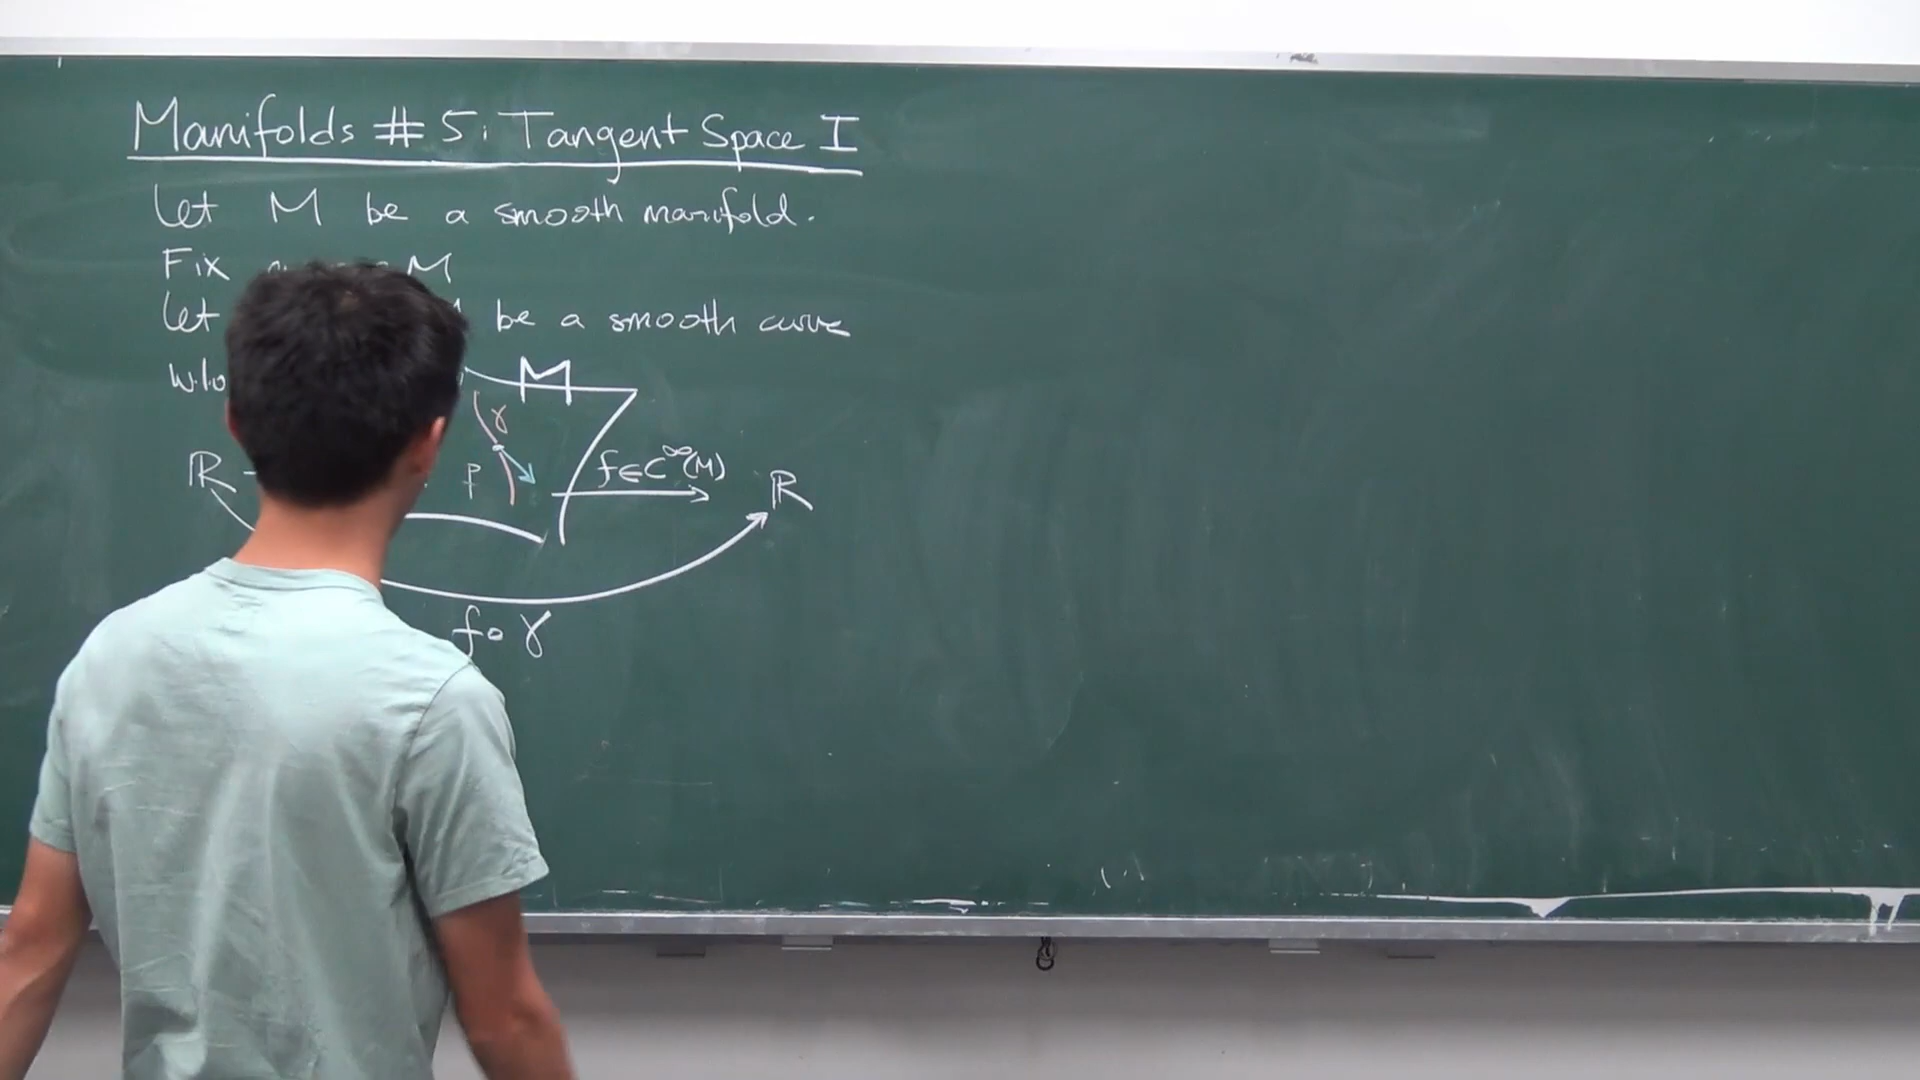 Manifolds # 5: Tangent Space I
Let M be a smooth manifold.
Fix M
Let be a smooth curve
M
γ
f∈C^∞(M)
ℝ
p
ℝ
f∘γ